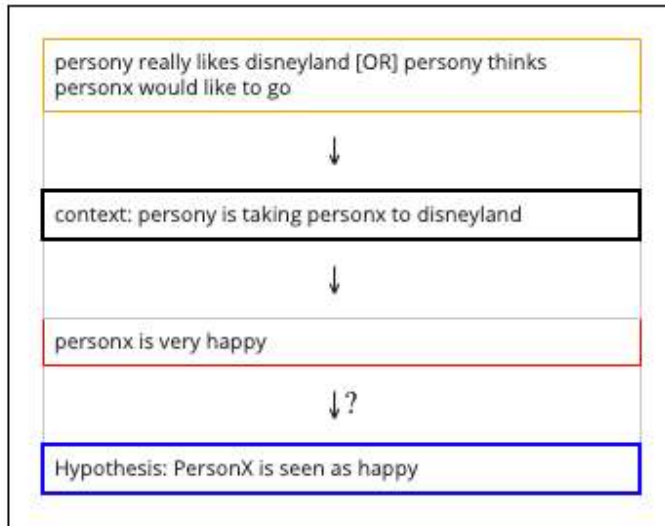 persony really likes disneyland [OR] persony thinks
personx would like to go
↓
context: persony is taking personx to disneyland
↓
personx is very happy
↓?
Hypothesis: PersonX is seen as happy